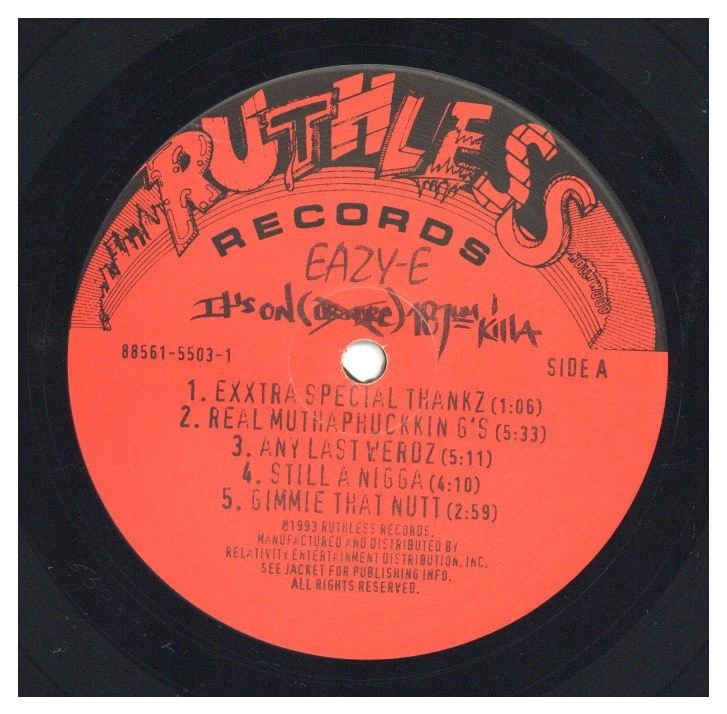 RUTHLESS
RECORDS
EAZY-E
It's on (Dr. Dre) 187um Killa
88561-5503-1
SIDE A
1. EXXTRA SPECIAL THANKZ (1:06)
2. REAL MUTHAPHUCKKIN G'S (5:33)
3. ANY LAST WERDZ (5:11)
4. STILL A NIGGA (4:10)
5. GIMMIE THAT NUTT (2:59)
℗1993 RUTHLESS RECORDS.
MANUFACTURED AND DISTRIBUTED BY
RELATIVITY ENTERTAINMENT DISTRIBUTION, INC.
SEE JACKET FOR PUBLISHING INFO.
ALL RIGHTS RESERVED.
HOLLYWOOD